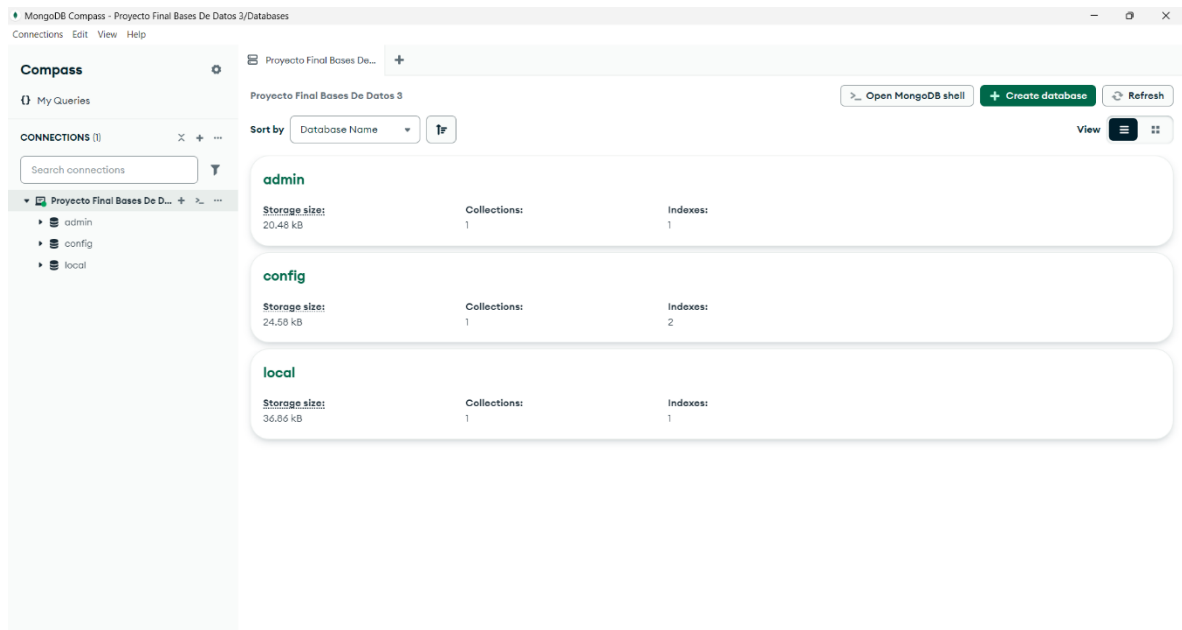 MongoDB Compass - Proyecto Final Bases De Datos 3/Databases
Connections Edit View Help
Compass
My Queries
CONNECTIONS (1)
Search connections
Proyecto Final Bases De D...
admin
config
local
Proyecto Final Bases De...
Proyecto Final Bases De Datos 3
>_ Open MongoDB shell
Create database
Refresh
Sort by Database Name
View
admin
Storage size: Collections: Indexes:
20.48 kB 1 1
config
Storage size: Collections: Indexes:
24.58 kB 1 2
local
Storage size: Collections: Indexes:
36.86 kB 1 1